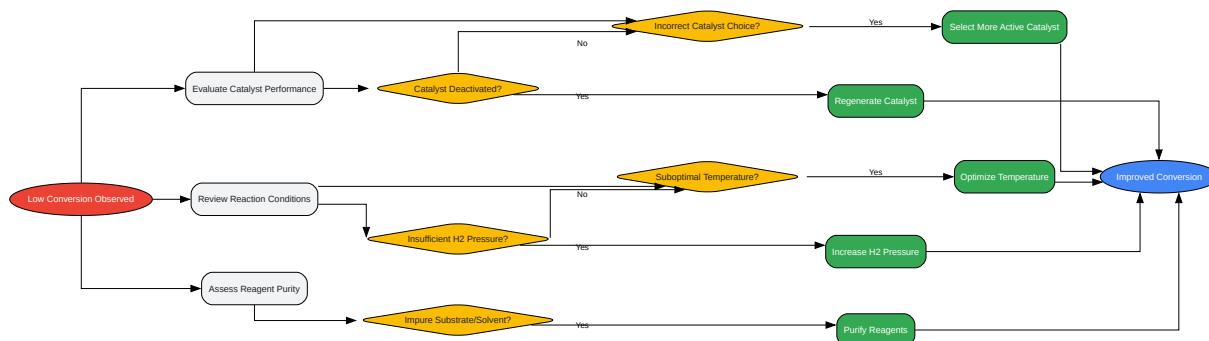 Incorrect Catalyst Choice?
Yes
Select More Active Catalyst
No
Evaluate Catalyst Performance
Catalyst Deactivated?
Yes
Regenerate Catalyst
Suboptimal Temperature?
Yes
Optimize Temperature
Improved Conversion
Low Conversion Observed
Review Reaction Conditions
No
Insufficient H2 Pressure?
Yes
Increase H2 Pressure
Assess Reagent Purity
Impure Substrate/Solvent?
Yes
Purify Reagents